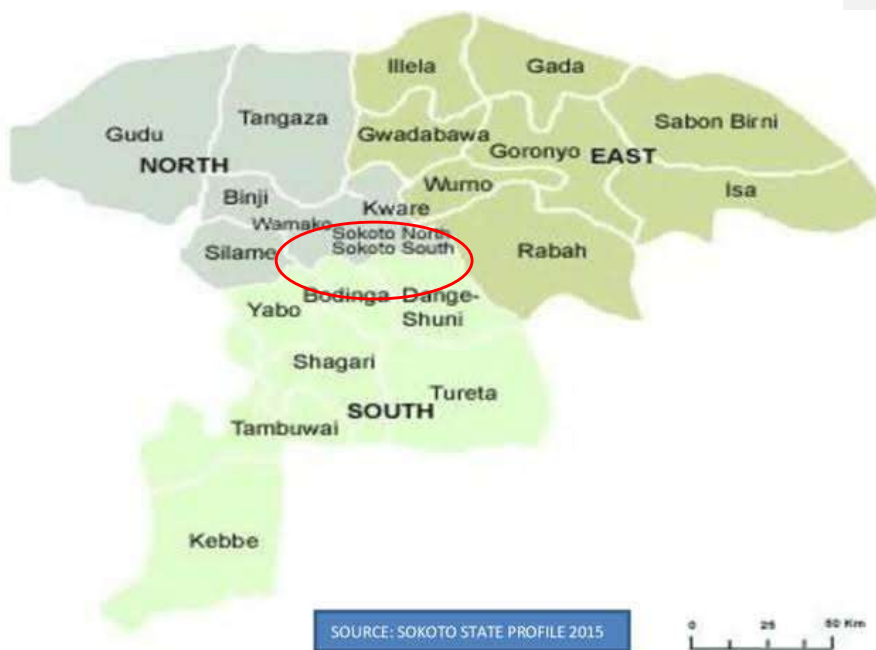 Illela
Gada
Tangaza
Sabon Birni
Gudu
Gwadabawa
Goronyo EAST
NORTH
Wurno
Isa
Binji
Kware
Wamako
Sokoto North
Sokoto South
Silame
Rabah
Bodinga Dange-
Shuni
Yabo
Shagari
Tureta
SOUTH
Tambuwal
Kebbe
SOURCE: SOKOTO STATE PROFILE 2015
0 25 50 Km